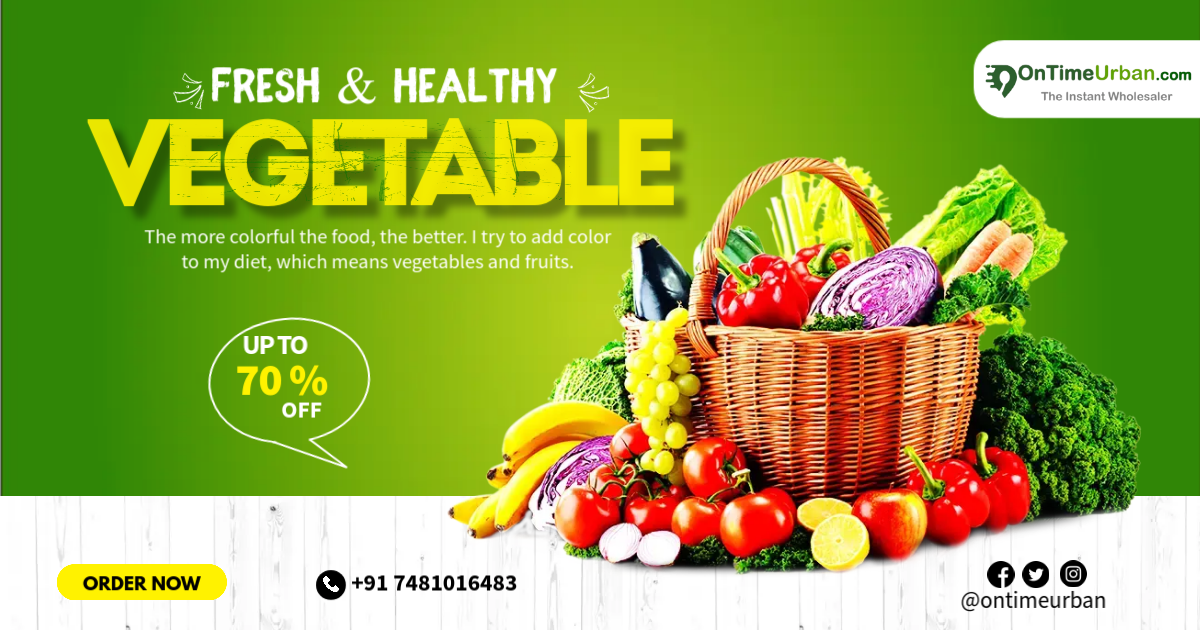 FRESH & HEALTHY
VEGETABLE
The more colorful the food, the better. I try to add color
to my diet, which means vegetables and fruits.
UP TO
70 %
OFF
OnTimeUrban.com
The Instant Wholesaler
ORDER NOW
+91 7481016483
@ontimeurban